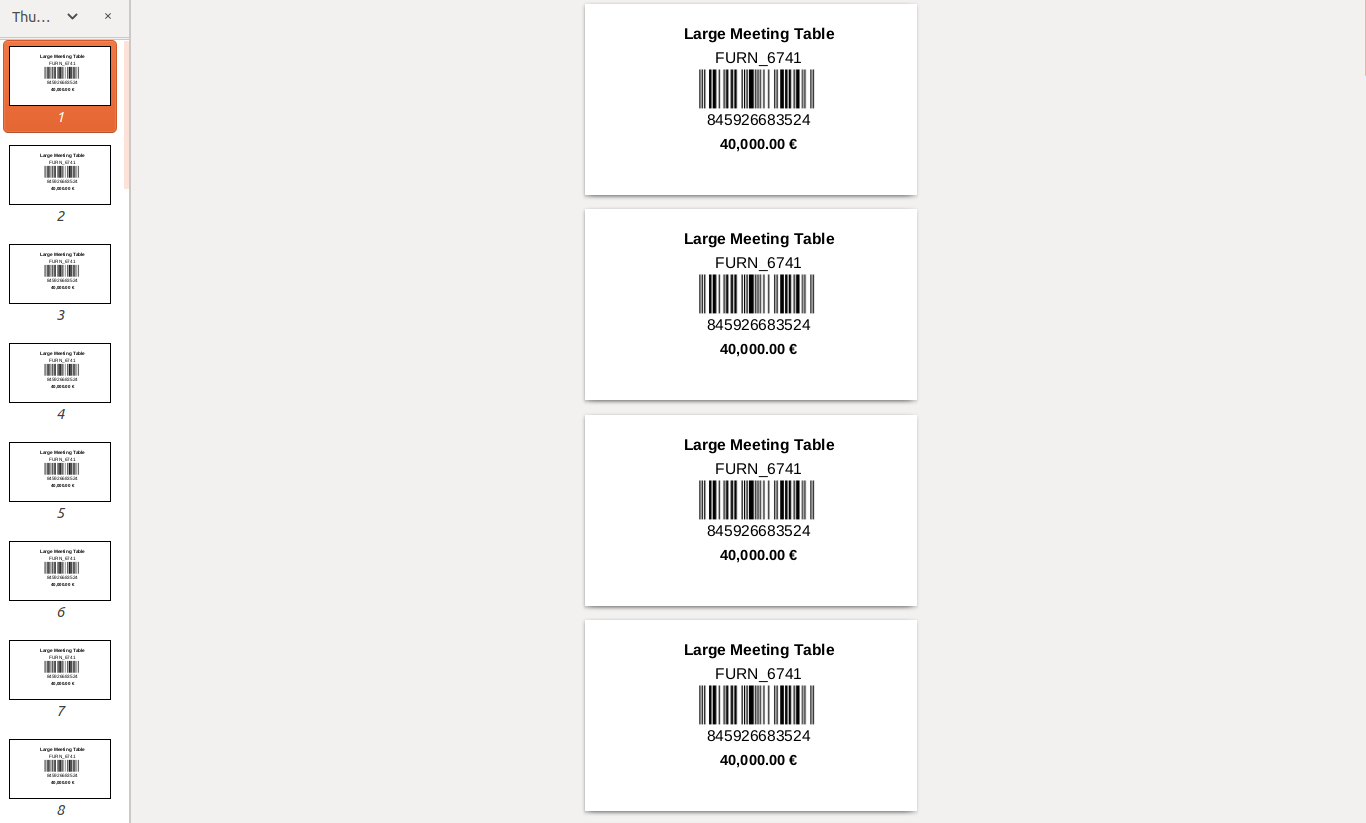 Thu...
Large Meeting Table
FURN_6741
845926683524
40,000.00 €
1
Large Meeting Table
FURN_6741
845926683524
40,000.00 €
2
Large Meeting Table
FURN_6741
845926683524
40,000.00 €
3
Large Meeting Table
FURN_6741
845926683524
40,000.00 €
4
Large Meeting Table
FURN_6741
845926683524
40,000.00 €
5
Large Meeting Table
FURN_6741
845926683524
40,000.00 €
6
Large Meeting Table
FURN_6741
845926683524
40,000.00 €
7
Large Meeting Table
FURN_6741
845926683524
40,000.00 €
8
Large Meeting Table
FURN_6741
845926683524
40,000.00 €
Large Meeting Table
FURN_6741
845926683524
40,000.00 €
Large Meeting Table
FURN_6741
845926683524
40,000.00 €
Large Meeting Table
FURN_6741
845926683524
40,000.00 €